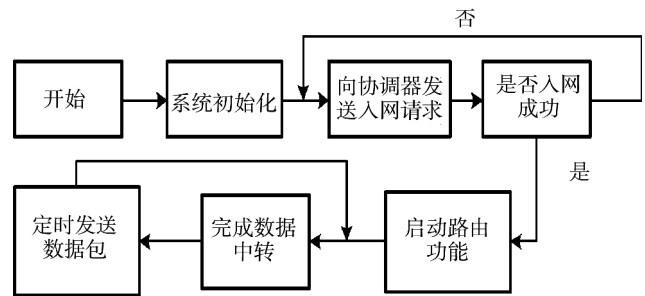 否
开始
系统初始化
向协调器发
送入网请求
是否入网
成功
是
定时发送
数据包
完成数据
中转
启动路由
功能